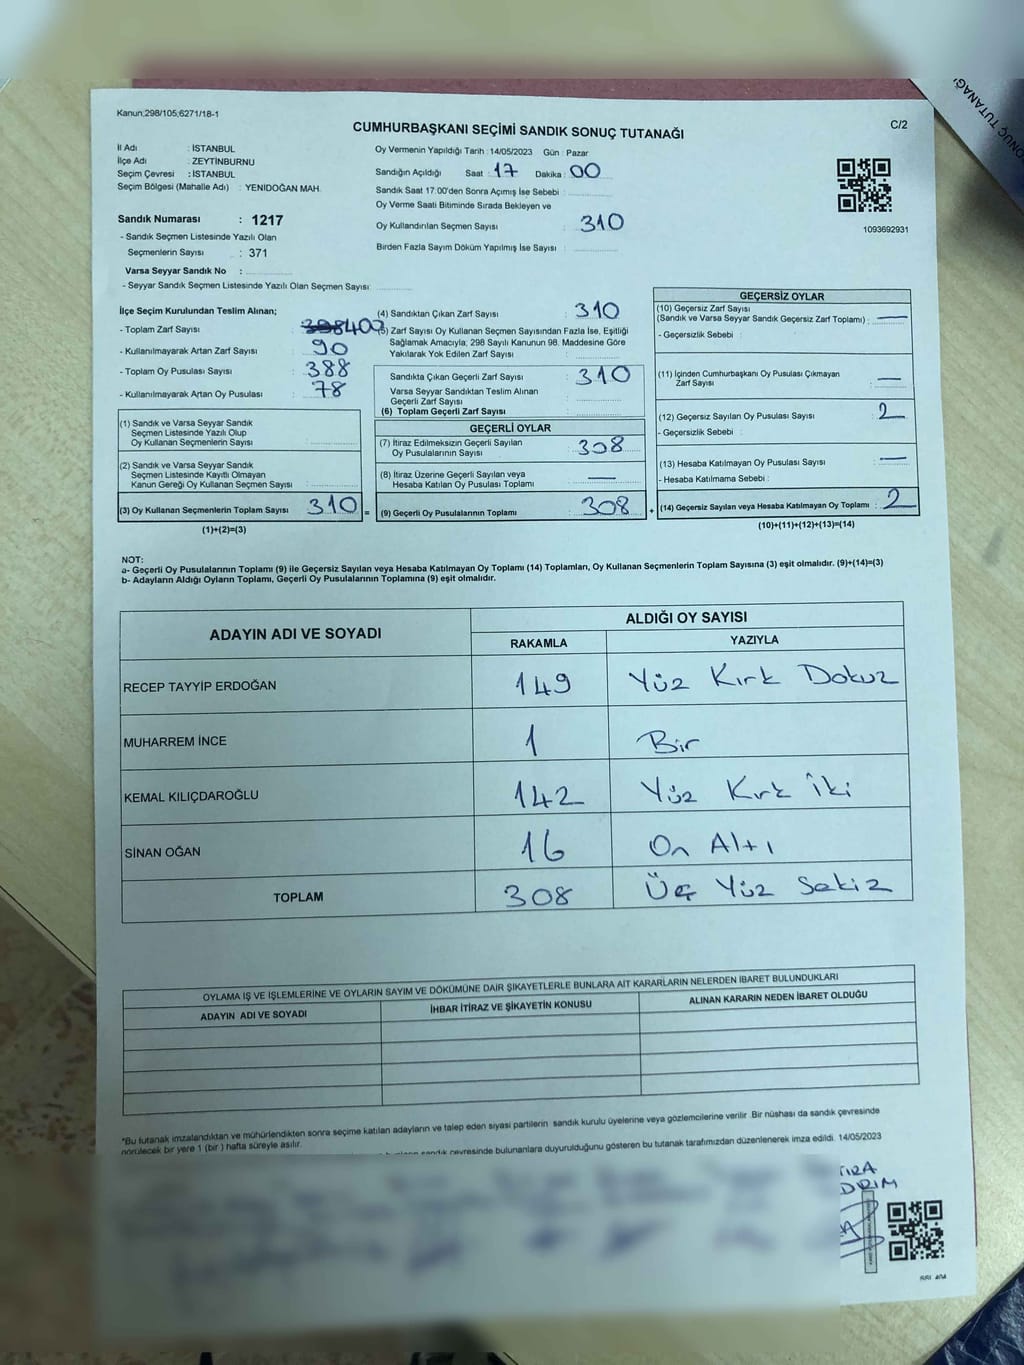 Kanun;298/105;6271/18-1
CUMHURBAŞKANI SEÇİMİ SANDIK SONUÇ TUTANAĞI
C/2
SONUÇ TUTANAĞI
İl Adı : İSTANBUL
İlçe Adı : ZEYTİNBURNU
Seçim Çevresi : İSTANBUL
Seçim Bölgesi (Mahalle Adı) : YENİDOĞAN MAH.
Sandık Numarası : 1217
- Sandık Seçmen Listesinde Yazılı Olan
Seçmenlerin Sayısı : 371
Varsa Seyyar Sandık No :
- Seyyar Sandık Seçmen Listesinde Yazılı Olan Seçmen Sayısı:
Oy Vermenin Yapıldığı Tarih : 14/05/2023 Gün : Pazar
Sandığın Açıldığı Saat : 17 Dakika : 00
Sandık Saat 17.00'den Sonra Açımış İse Sebebi :
Oy Verme Saati Bitiminde Sırada Bekleyen ve
Oy Kullandırılan Seçmen Sayısı : 310
Birden Fazla Sayım Döküm Yapılmış İse Sayısı :
1093692931
İlçe Seçim Kurulundan Teslim Alınan;
- Toplam Zarf Sayısı : 400
- Kullanılmayarak Artan Zarf Sayısı : 90
- Toplam Oy Pusulası Sayısı : 388
- Kullanılmayarak Artan Oy Pusulası : 78
(1) Sandık ve Varsa Seyyar Sandık
Seçmen Listesinde Yazılı Olup
Oy Kullanan Seçmenlerin Sayısı :
(2) Sandık ve Varsa Seyyar Sandık
Seçmen Listesinde Kayıtlı Olmayan
Kanun Gereği Oy Kullanan Seçmen Sayısı :
(3) Oy Kullanan Seçmenlerin Toplam Sayısı : 310 =
(1)+(2)=(3)
(4) Sandıktan Çıkan Zarf Sayısı : 310
(5) Zarf Sayısı Oy Kullanan Seçmen Sayısından Fazla İse, Eşitliği
Sağlamak Amacıyla; 298 Sayılı Kanunun 98. Maddesine Göre
Yakılarak Yok Edilen Zarf Sayısı :
Sandıkta Çıkan Geçerli Zarf Sayısı : 310
Varsa Seyyar Sandıktan Teslim Alınan
Geçerli Zarf Sayısı :
(6) Toplam Geçerli Zarf Sayısı :
GEÇERLİ OYLAR
(7) İtiraz Edilmeksizin Geçerli Sayılan
Oy Pusulalarının Sayısı : 308
(8) İtiraz Üzerine Geçerli Sayılan veya
Hesaba Katılan Oy Pusulası Toplamı : —
(9) Geçerli Oy Pusulalarının Toplamı : 308 +
GEÇERSİZ OYLAR
(10) Geçersiz Zarf Sayısı
(Sandık ve Varsa Seyyar Sandık Geçersiz Zarf Toplamı) : —
- Geçersizlik Sebebi :
(11) İçinden Cumhurbaşkanı Oy Pusulası Çıkmayan
Zarf Sayısı : —
(12) Geçersiz Sayılan Oy Pusulası Sayısı : 2
- Geçersizlik Sebebi :
(13) Hesaba Katılmayan Oy Pusulası Sayısı : —
- Hesaba Katılmama Sebebi :
(14) Geçersiz Sayılan veya Hesaba Katılmayan Oy Toplamı : 2
(10)+(11)+(12)+(13)=(14)
NOT:
a- Geçerli Oy Pusulalarının Toplamı (9) ile Geçersiz Sayılan veya Hesaba Katılmayan Oy Toplamı (14) Toplamları, Oy Kullanan Seçmenlerin Toplam Sayısına (3) eşit olmalıdır. (9)+(14)=(3)
b- Adayların Aldığı Oyların Toplamı, Geçerli Oy Pusulalarının Toplamına (9) eşit olmalıdır.
ADAYIN ADI VE SOYADI ALDIĞI OY SAYISI
RAKAMLA YAZIYLA
RECEP TAYYİP ERDOĞAN 149 Yüz Kırk Dokuz
MUHARREM İNCE 1 Bir
KEMAL KILIÇDAROĞLU 142 Yüz Kırk İki
SİNAN OĞAN 16 On Altı
TOPLAM 308 Üç Yüz Sekiz
OYLAMA İŞ VE İŞLEMLERİNE VE OYLARIN SAYIM VE DÖKÜMÜNE DAİR ŞİKAYETLERLE BUNLARA AİT KARARLARIN NELERDEN İBARET BULUNDUKLARI
ADAYIN ADI VE SOYADI İHBAR İTİRAZ VE ŞİKAYETİN KONUSU ALINAN KARARIN NEDEN İBARET OLDUĞU
*Bu tutanak imzalandıktan ve mühürlendikten sonra seçime katılan adayların ve talep eden siyasi partilerin sandık kurulu üyelerine veya gözlemcilerine verilir .Bir nüshası da sandık çevresinde
görülecek bir yere 1 (bir ) hafta süreyle asılır.
sandık çevresinde bulunanlara duyurulduğunu gösteren bu tutanak tarafımızdan düzenlenerek imza edildi. 14/05/2023